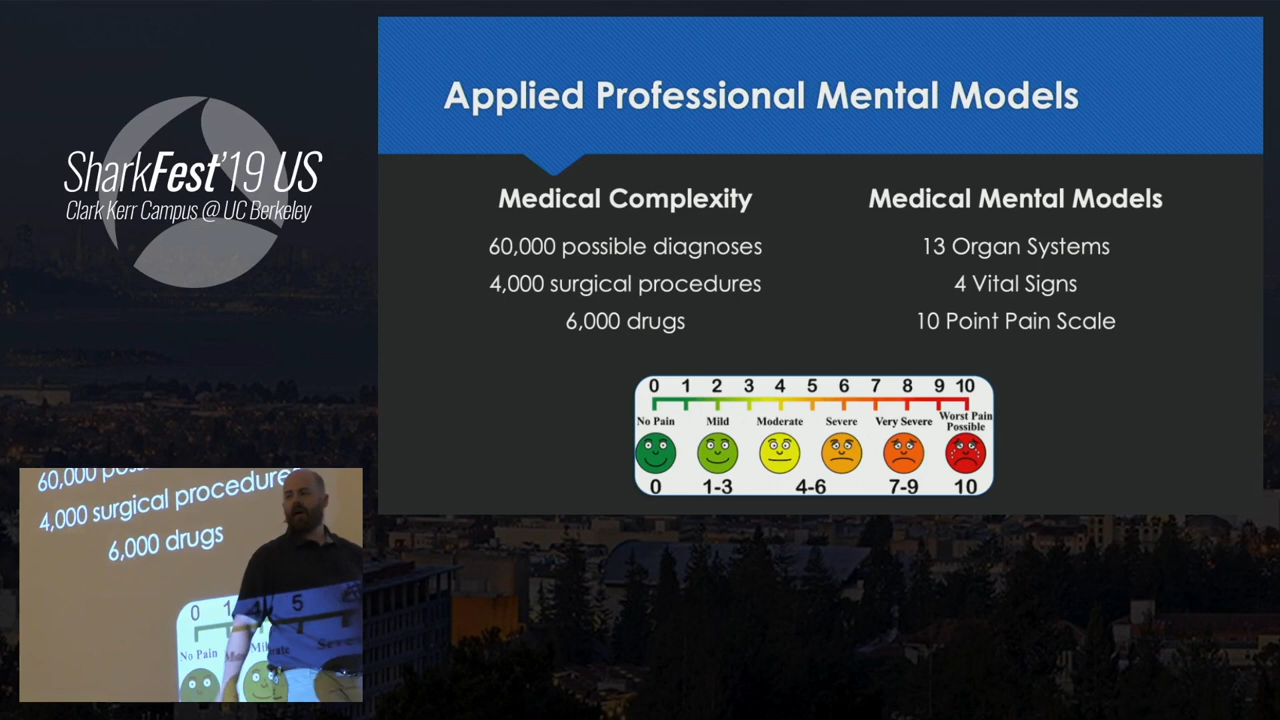 SharkFest'19 US
Clark Kerr Campus @ UC Berkeley
Applied Professional Mental Models
Medical Complexity
60,000 possible diagnoses
4,000 surgical procedures
6,000 drugs
Medical Mental Models
13 Organ Systems
4 Vital Signs
10 Point Pain Scale
0 1 2 3 4 5 6 7 8 9 10
No Pain Mild Moderate Severe Very Severe Worst Pain Possible
0 1-3 4-6 7-9 10
60,000
4,000 surgical procedures
6,000 drugs
0 1 5
No Pain